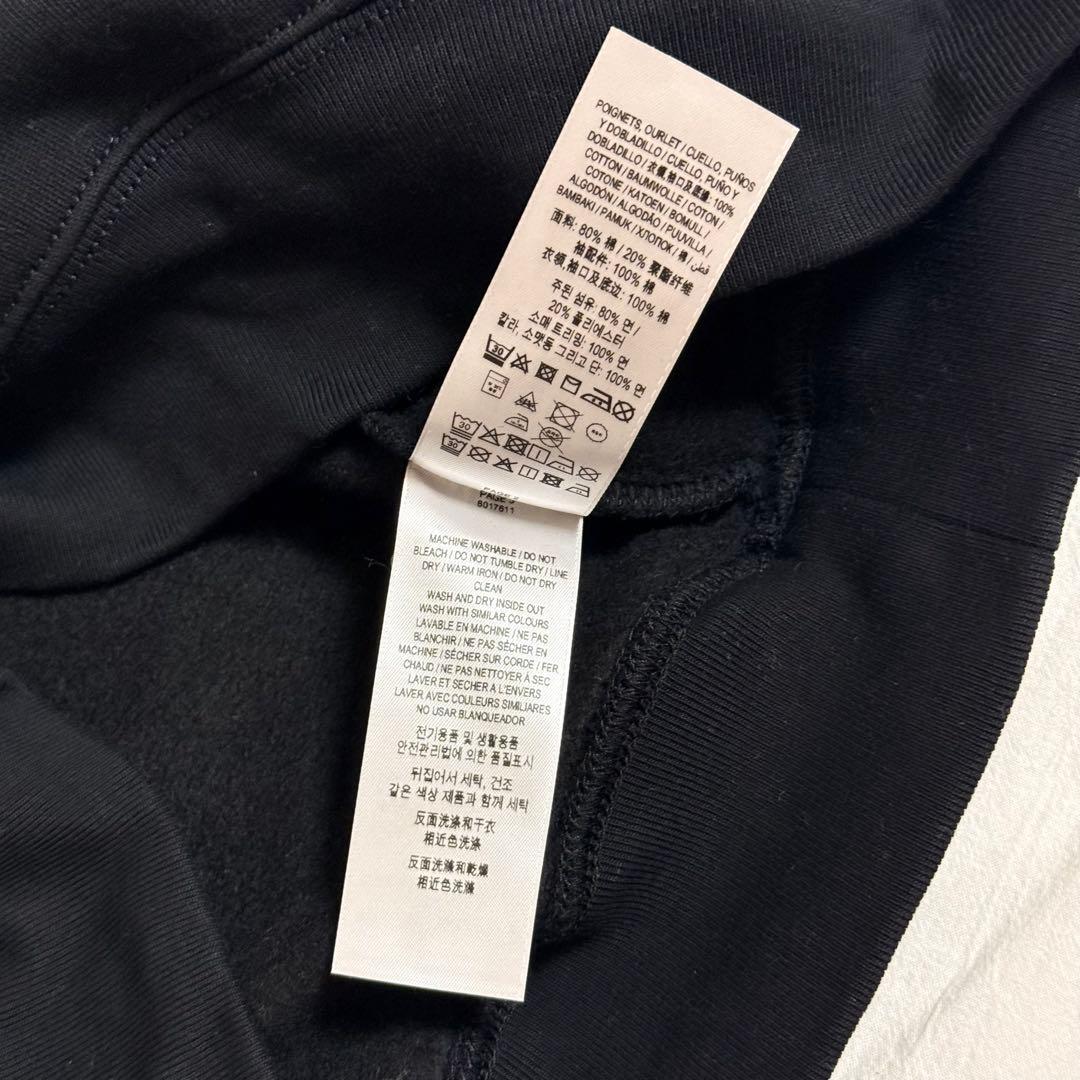 POIGNETS, OURLET / CUELLO, PUÑOS
Y DOBLADILLO / CUELLO, PUÑO Y
DOBLADILLO / 衣領,袖口及底邊: 100%
COTTON / BAUMWOLLE / COTON /
COTONE / KATOEN / BOMULL /
ALGODÓN / ALGODÃO / PUUVILLA /
BAMBAKI / PAMUK / ХЛОПОК / 棉 / قطن
面料: 80% 棉 / 20% 聚酯纤维
袖配件: 100% 棉
衣领,袖口及底边: 100% 棉
주된 섬유: 80% 면 /
20% 폴리에스터
소매 트리밍: 100% 면
칼라, 소맷동 그리고 단: 100% 면
30
30
30
PAGE 3
8017611
MACHINE WASHABLE / DO NOT
BLEACH / DO NOT TUMBLE DRY / LINE
DRY / WARM IRON / DO NOT DRY
CLEAN
WASH AND DRY INSIDE OUT
WASH WITH SIMILAR COLOURS
LAVABLE EN MACHINE / NE PAS
BLANCHIR / NE PAS SÉCHER EN
MACHINE / SÉCHER SUR CORDE / FER
CHAUD / NE PAS NETTOYER À SEC
LAVER ET SECHER A L'ENVERS
LAVER AVEC COULEURS SIMILIARES
NO USAR BLANQUEADOR
전기용품 및 생활용품
안전관리법에 의한 품질표시
뒤집어서 세탁, 건조
같은 색상 제품과 함께 세탁
反面洗涤和干衣
相近色洗涤
反面洗滌和乾燥
相近色洗滌